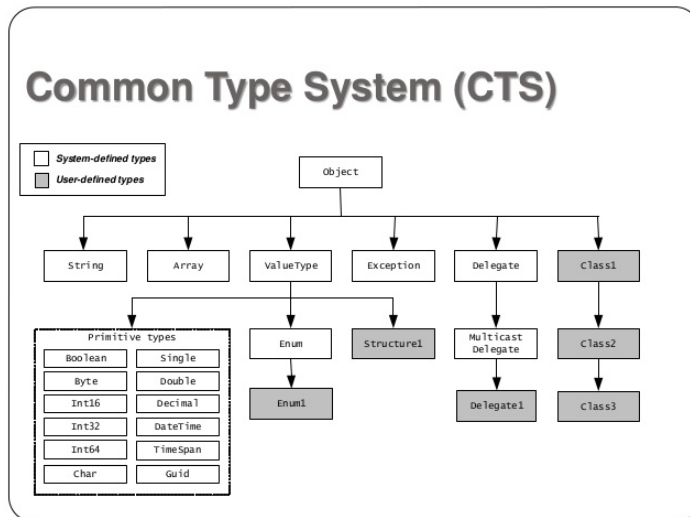 Common Type System (CTS)
System-defined types
User-defined types
Object
String
Array
ValueType
Exception
Delegate
Class1
Primitive types
Boolean
Single
Byte
Double
Int16
Decimal
Int32
DateTime
Int64
TimeSpan
Char
Guid
Enum
Structure1
Multicast
Delegate
Class2
Enum1
Delegate1
Class3